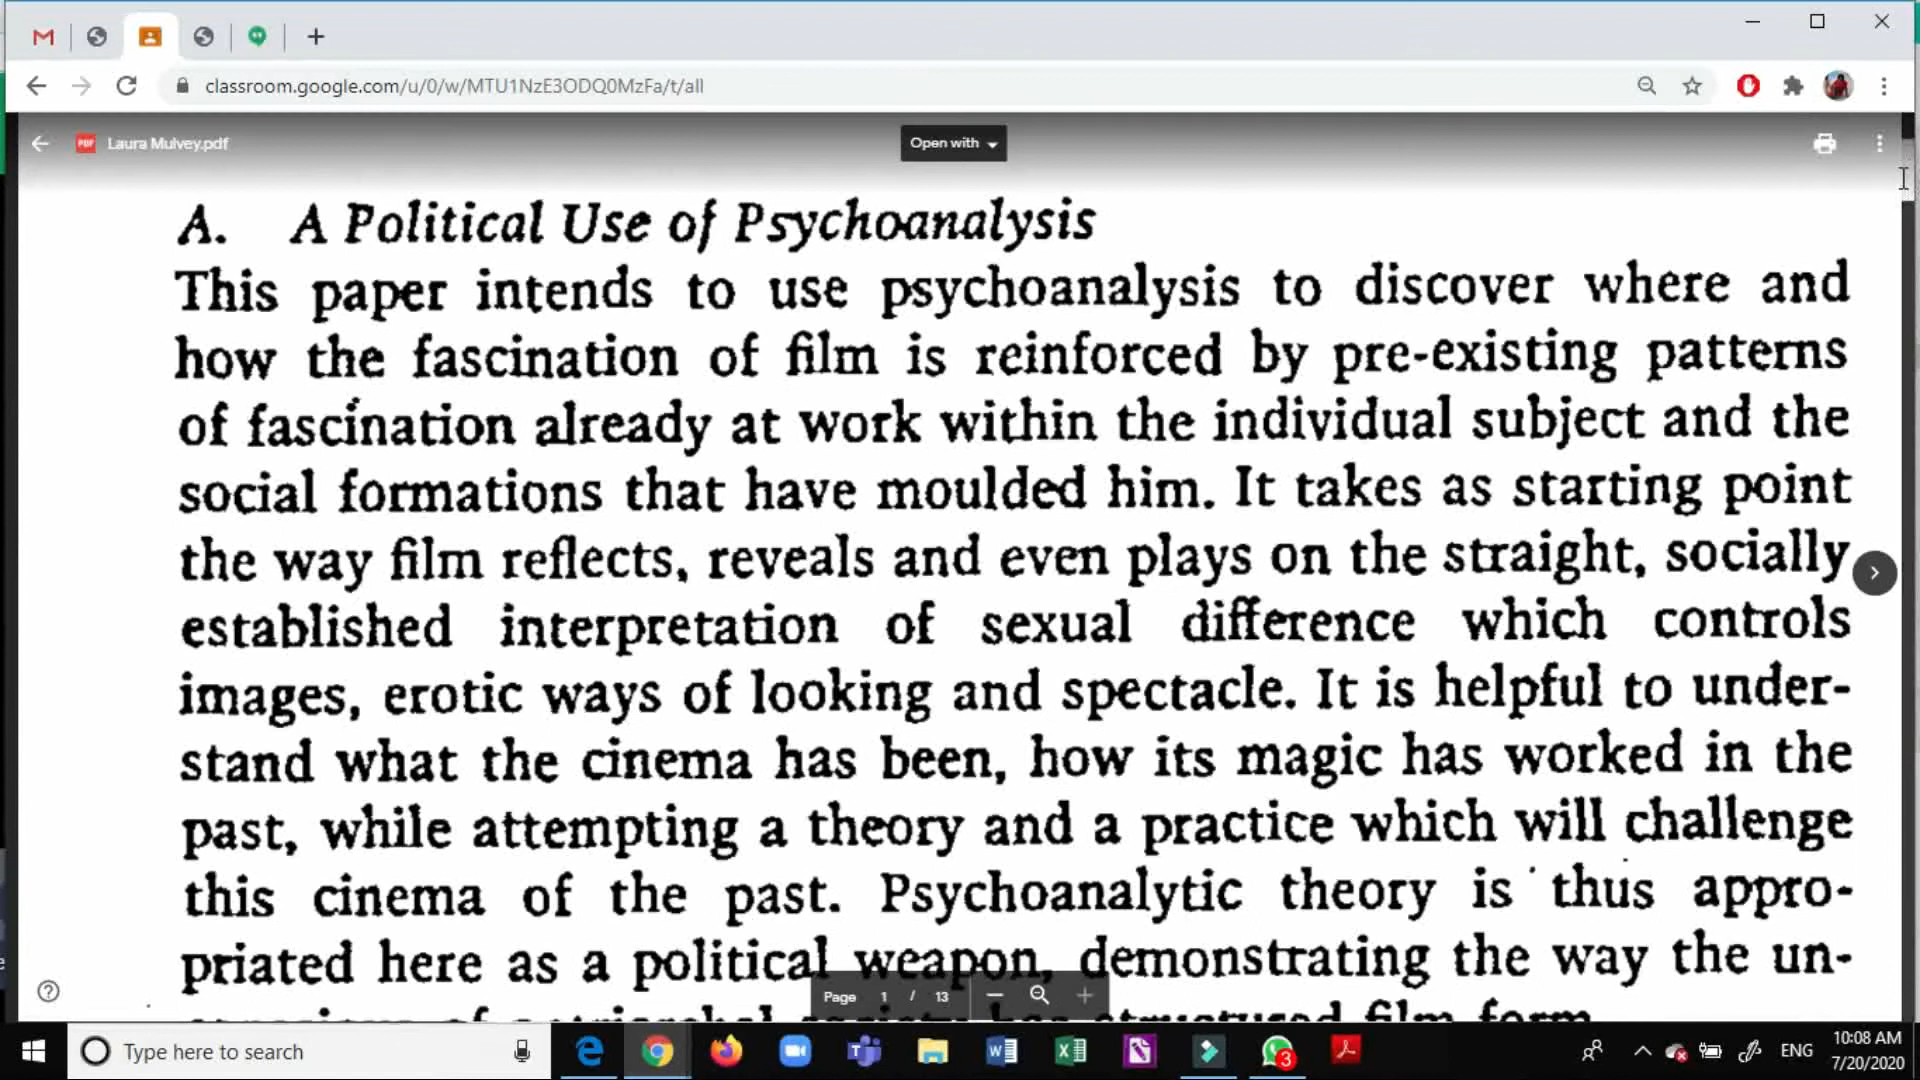 classroom.google.com/u/0/w/MTU1NzE3ODQ0MzFa/t/all
PDF Laura Mulvey.pdf
Open with
A. A Political Use of Psychoanalysis
This paper intends to use psychoanalysis to discover where and
how the fascination of film is reinforced by pre-existing patterns
of fascination already at work within the individual subject and the
social formations that have moulded him. It takes as starting point
the way film reflects, reveals and even plays on the straight, socially
established interpretation of sexual difference which controls
images, erotic ways of looking and spectacle. It is helpful to under-
stand what the cinema has been, how its magic has worked in the
past, while attempting a theory and a practice which will challenge
this cinema of the past. Psychoanalytic theory is thus appro-
priated here as a political weapon, demonstrating the way the un-
society has structured film form.
Page 1 / 13
Type here to search
3
ENG
10:08 AM
7/20/2020